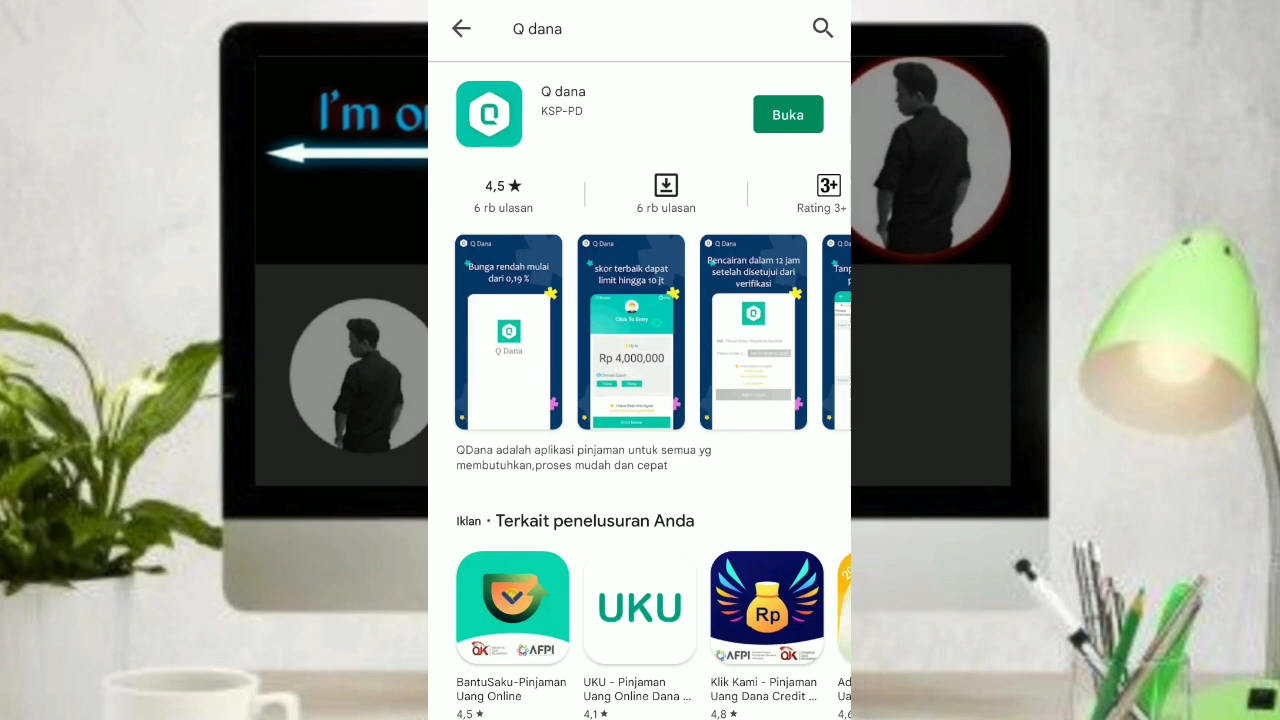 Q dana
I'm
Q dana
KSP-PD
Buka
4,5 ★
6 rb ulasan
6 rb ulasan
3+
Rating 3+
Q Dana
Bunga rendah mulai
dari 0,19 %
Q Dana
Q Dana
skor terbaik dapat
limit hingga 10 jt
Click To Entry
Rp 4,000,000
Q Dana
Pencairan dalam 12 jam
setelah disetujui dari
verifikasi
QDana adalah aplikasi pinjaman untuk semua yg
membutuhkan,proses mudah dan cepat
Iklan • Terkait penelusuran Anda
AFPI
UKU
Rp
AFPI
BantuSaku-Pinjaman
Uang Online
4,5 ★
UKU - Pinjaman
Uang Online Dana ...
4,1 ★
Klik Kami - Pinjaman
Uang Dana Credit ...
4,8 ★